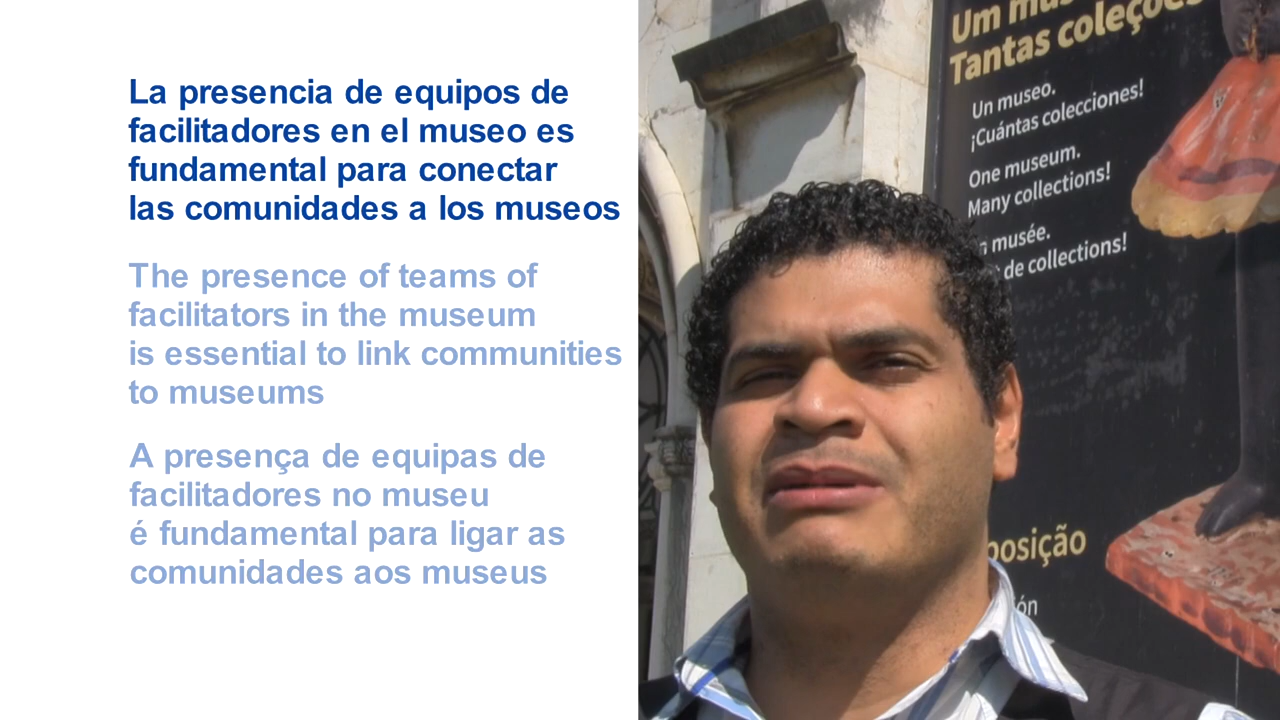 La presencia de equipos de
facilitadores en el museo es
fundamental para conectar
las comunidades a los museos
The presence of teams of
facilitators in the museum
is essential to link communities
to museums
A presença de equipas de
facilitadores no museu
é fundamental para ligar as
comunidades aos museus
Um
Tantas coleções
Un museo.
¡Cuántas colecciones!
One museum.
Many collections!
musée.
de collections!